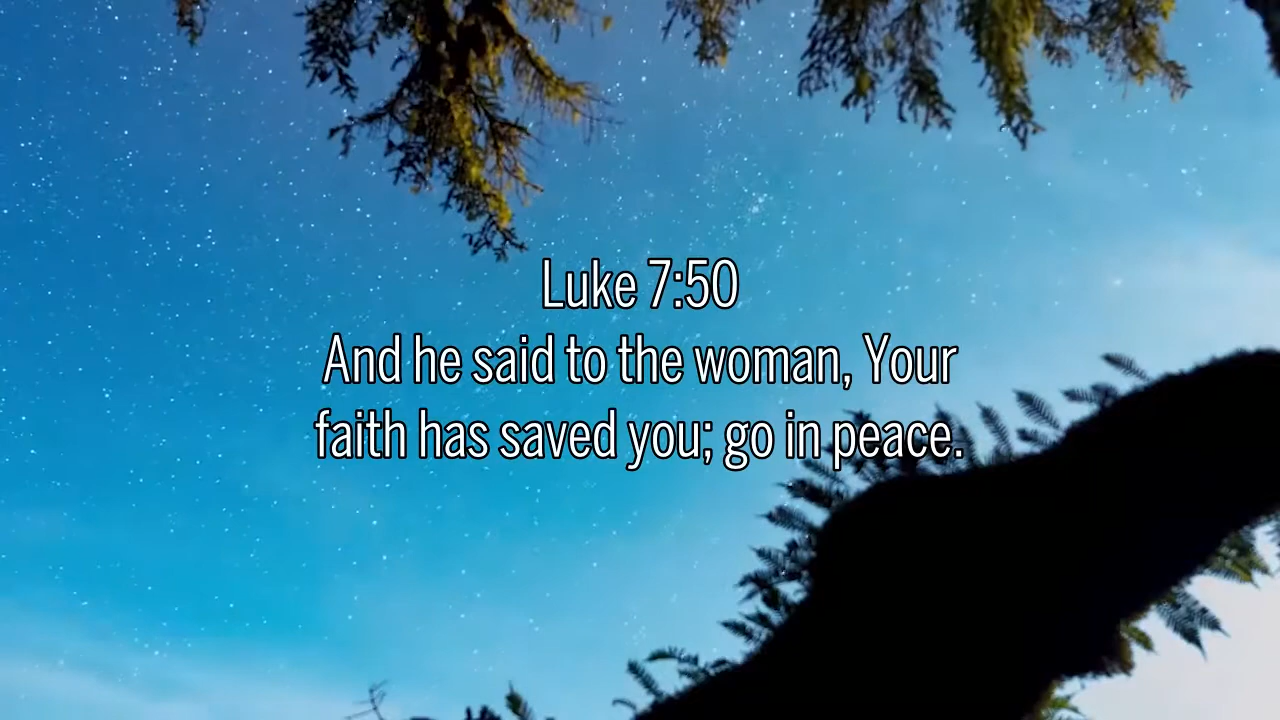 Luke 7:50
And he said to the woman, Your
faith has saved you; go in peace.